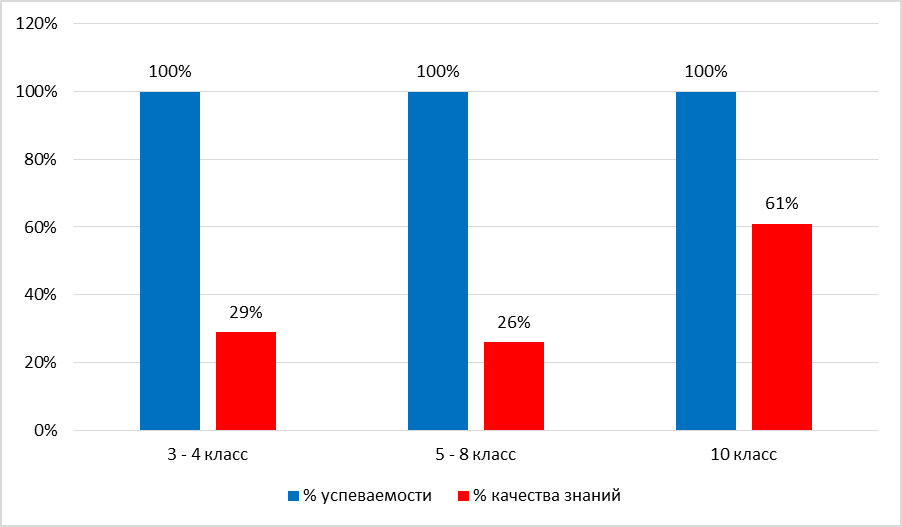 120%
100%
80%
60%
40%
20%
0%
100%
29%
100%
26%
100%
61%
3 - 4 класс
5 - 8 класс
10 класс
% успеваемости
% качества знаний